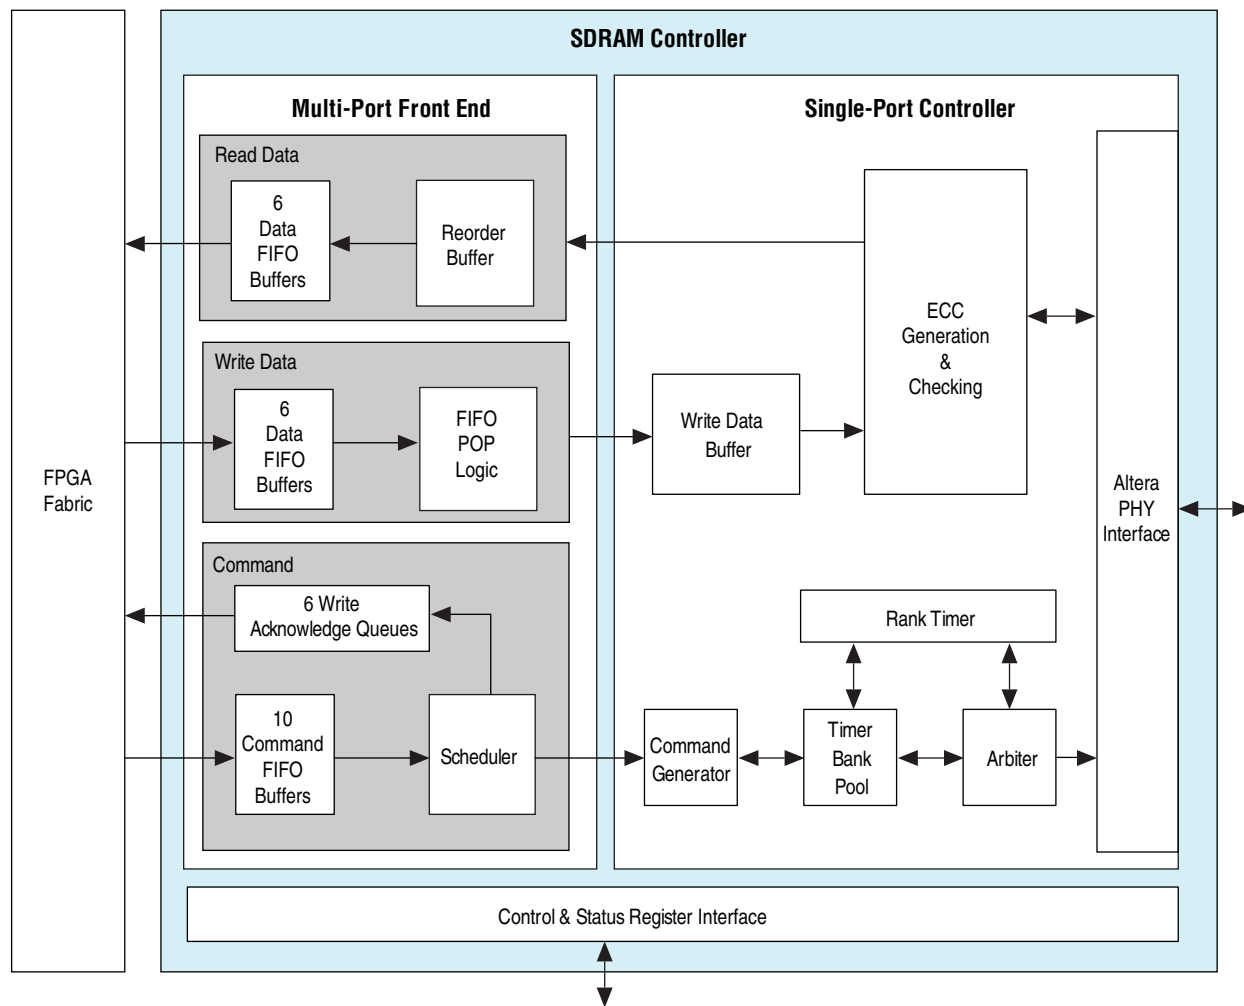 SDRAM Controller
Multi-Port Front End
Single-Port Controller
Read Data
6
Data
FIFO
Buffers
Reorder
Buffer
ECC
Generation
&
Checking
Write Data
6
Data
FIFO
Buffers
FIFO
POP
Logic
Write Data
Buffer
FPGA
Fabric
Altera
PHY
Interface
Command
6 Write
Acknowledge Queues
Rank Timer
10
Command
FIFO
Buffers
Scheduler
Command
Generator
Timer
Bank
Pool
Arbiter
Control & Status Register Interface